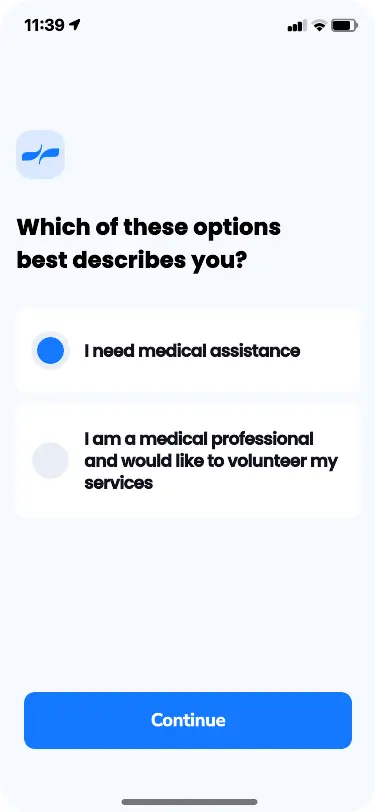 11:39
Which of these options
best describes you?
I need medical assistance
I am a medical professional
and would like to volunteer my
services
Continue